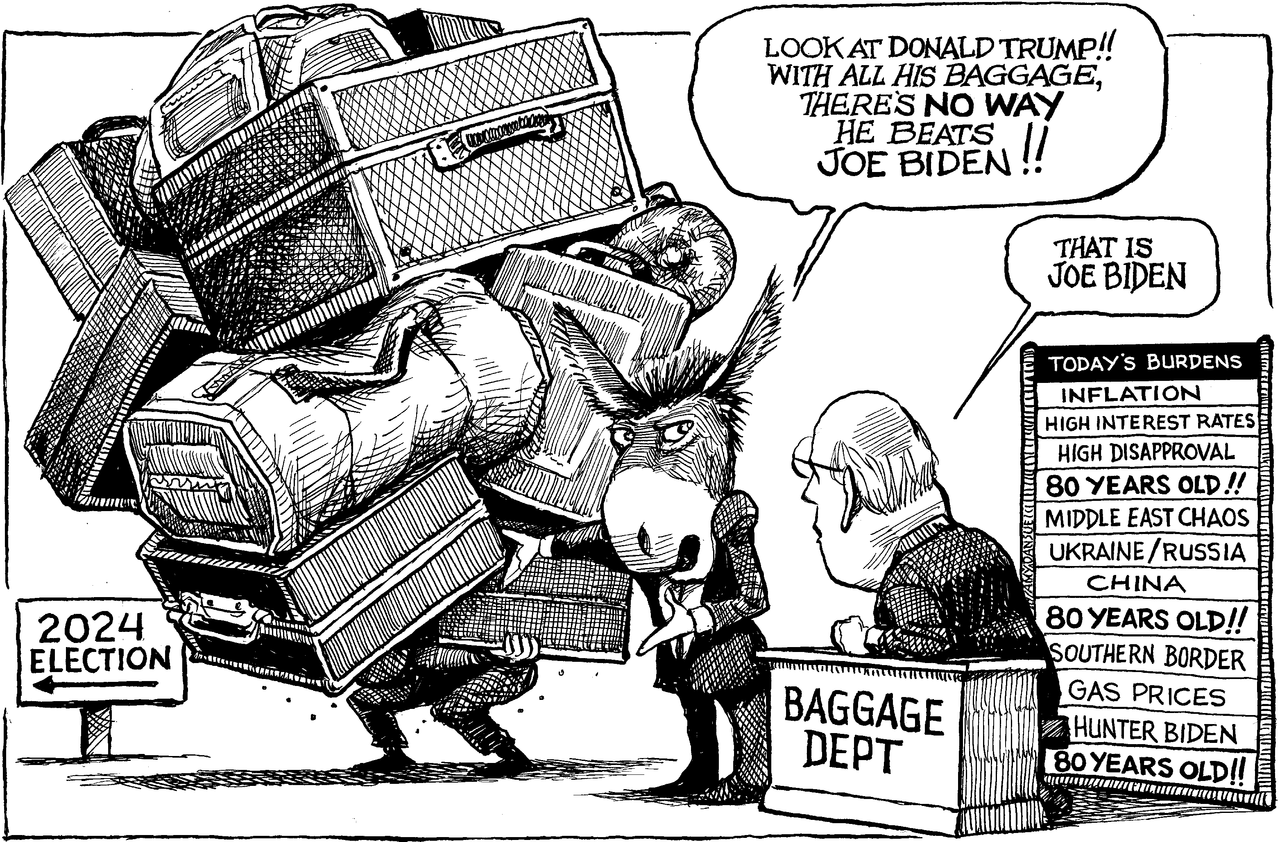 LOOK AT DONALD TRUMP!!
WITH ALL HIS BAGGAGE,
THERE'S NO WAY
HE BEATS
JOE BIDEN!!
THAT IS
JOE BIDEN
TODAY'S BURDENS
INFLATION
HIGH INTEREST RATES
HIGH DISAPPROVAL
80 YEARS OLD!!
MIDDLE EAST CHAOS
UKRAINE/RUSSIA
CHINA
80 YEARS OLD!!
SOUTHERN BORDER
GAS PRICES
HUNTER BIDEN
80 YEARS OLD!!
2024
ELECTION
BAGGAGE
DEPT